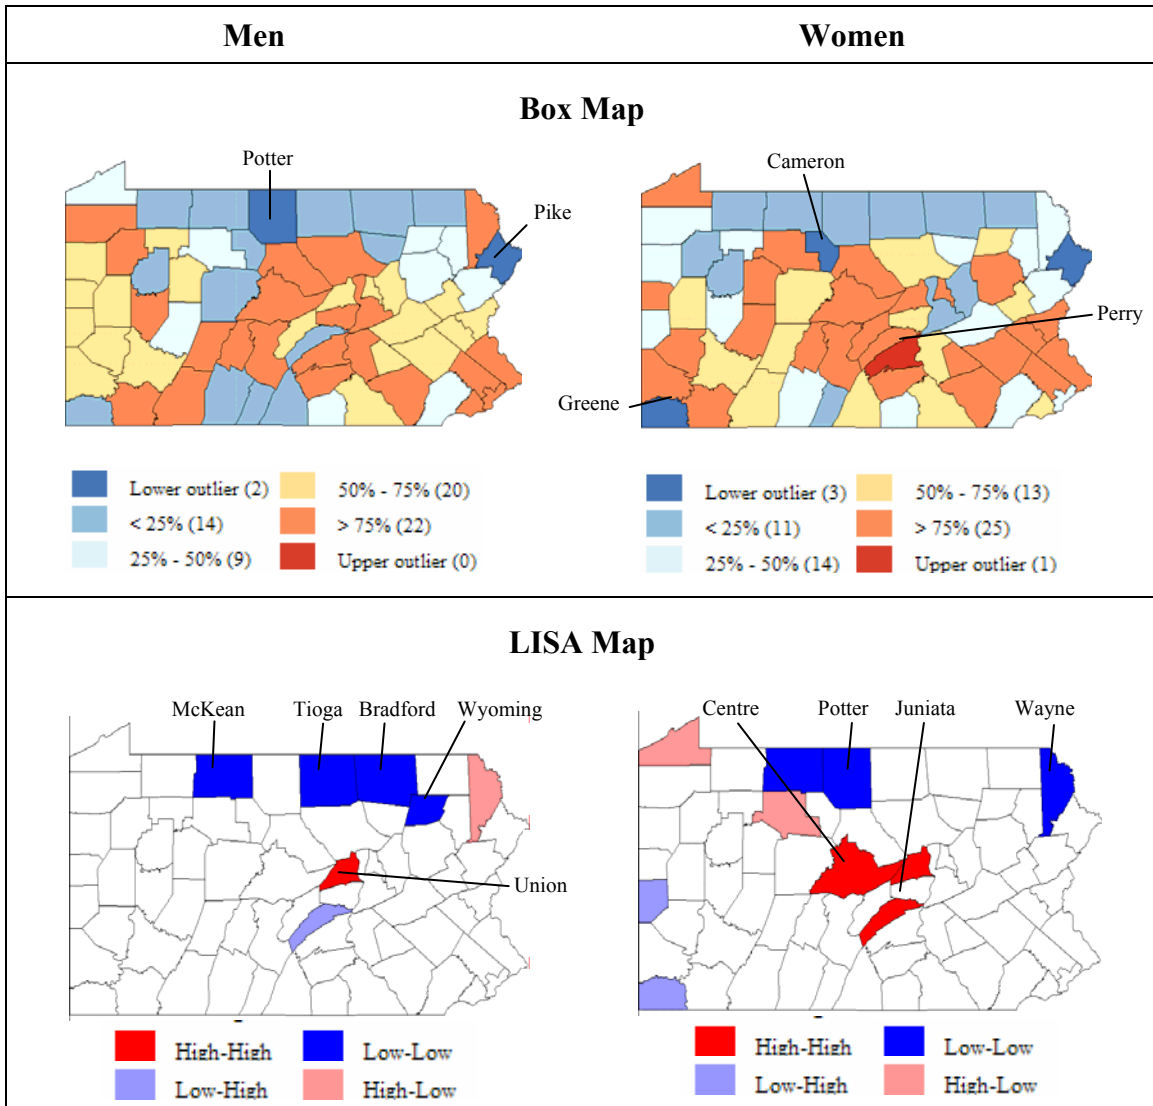 Men Women
Box Map
Potter
Pike
Cameron
Perry
Greene
Lower outlier (2) 50% - 75% (20)
< 25% (14) > 75% (22)
25% - 50% (9) Upper outlier (0)
Lower outlier (3) 50% - 75% (13)
< 25% (11) > 75% (25)
25% - 50% (14) Upper outlier (1)
LISA Map
McKean Tioga Bradford Wyoming
Union
Centre Potter Juniata Wayne
High-High Low-Low
Low-High High-Low
High-High Low-Low
Low-High High-Low